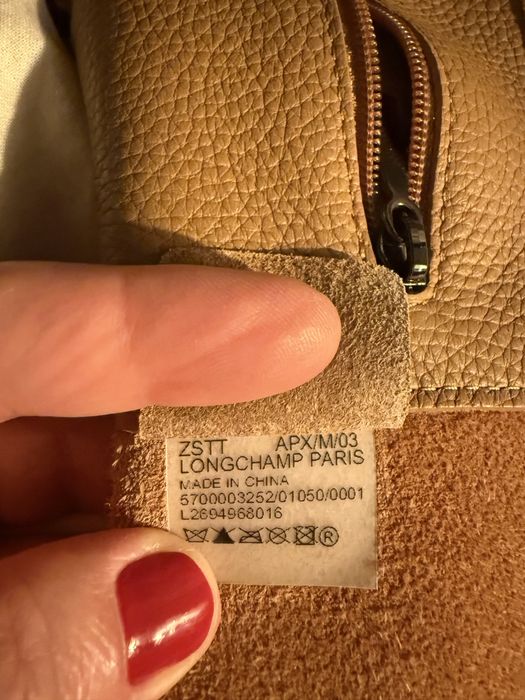 ZSTT APX/M/03
LONGCHAMP PARIS
MADE IN CHINA
5700003252/01050/0001
L2694968016
®